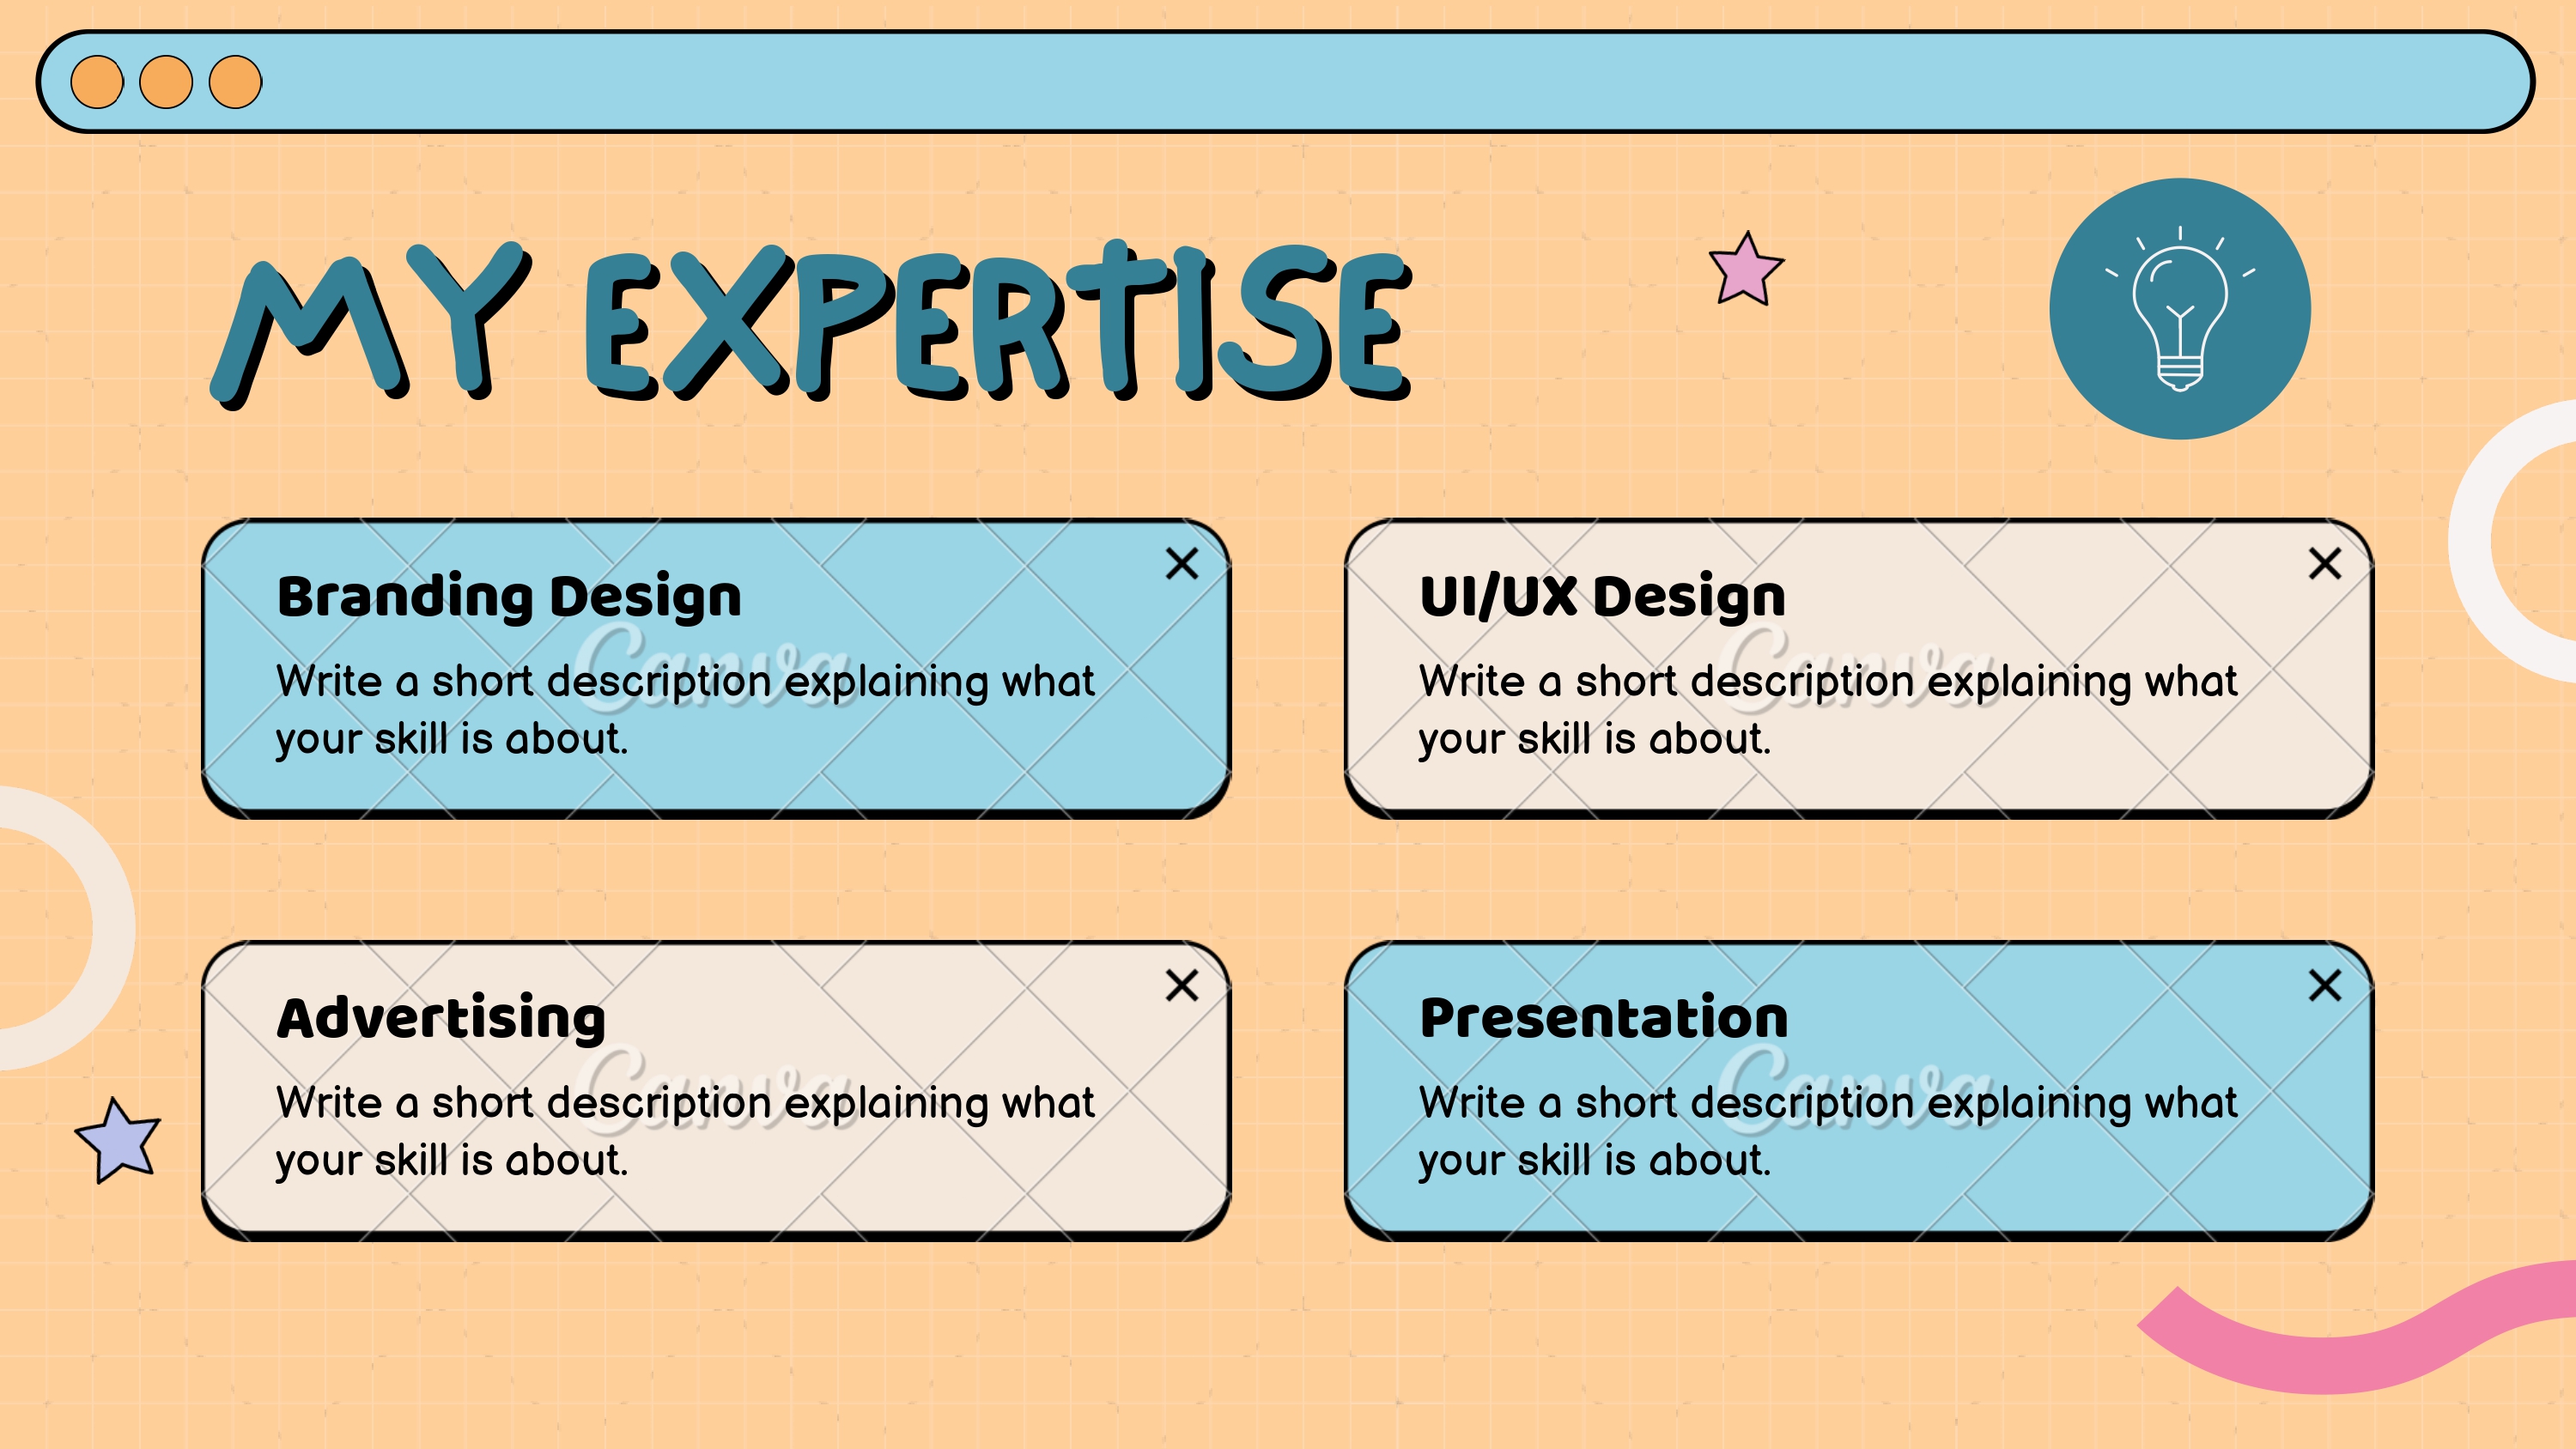 MY EXPERTISE
Branding Design
Write a short description explaining what
your skill is about.
Canva
UI/UX Design
Write a short description explaining what
your skill is about.
Canva
Advertising
Write a short description explaining what
your skill is about.
Canva
Presentation
Write a short description explaining what
your skill is about.
Canva